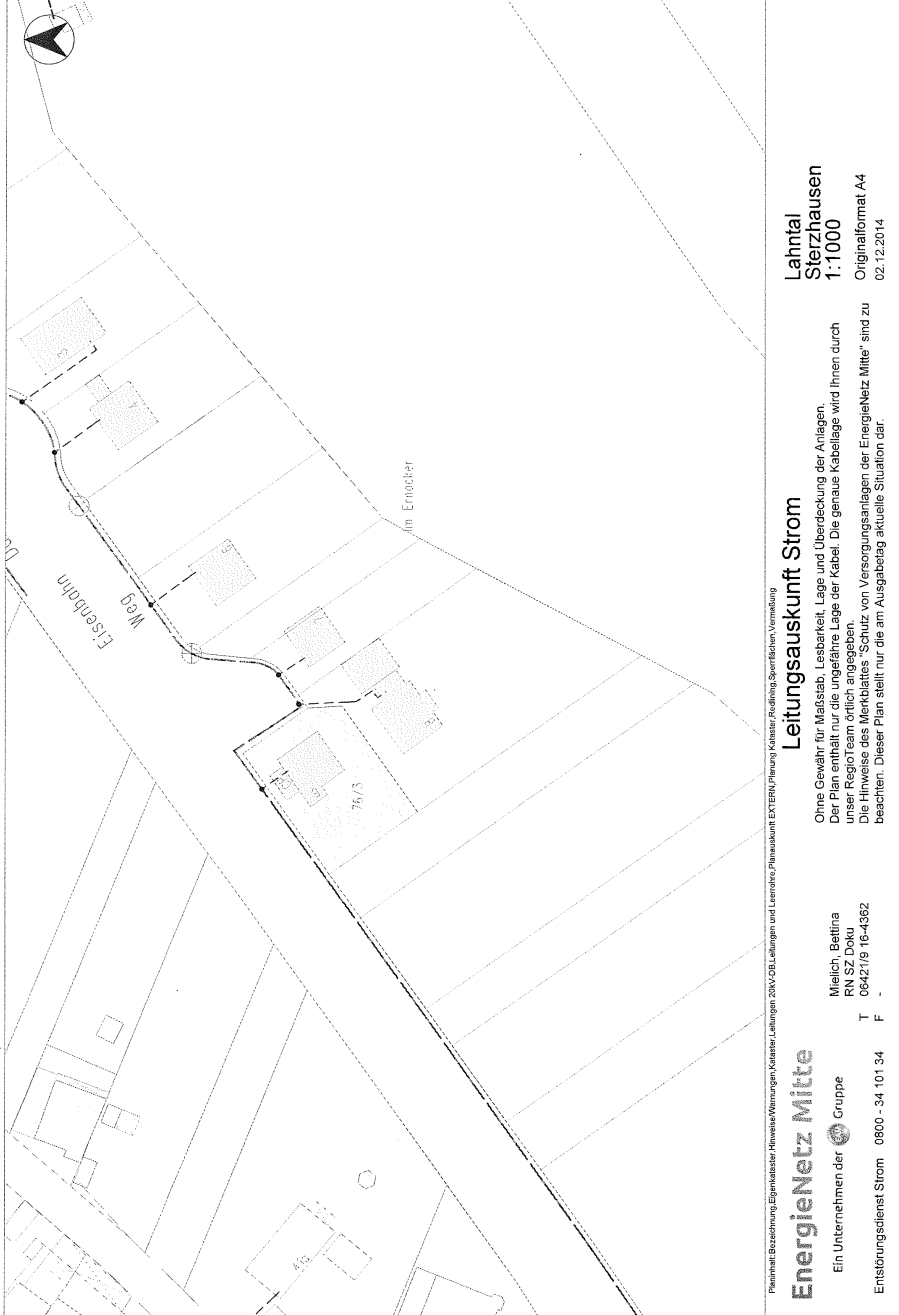 Eisenbahn
Weg
Im Ernacker
76/3
41a
Planinhalt:Bezeichnung,Eigenkataster,Hinweise/Warnungen,Kataster,Leitungen 20kV-DB,Leitungen und Leerrohre,Planauskunft EXTERN,Planung Kataster,Redlining,Sperrflächen,Vermaßung
EnergieNetz Mitte
Ein Unternehmen der e.on Gruppe
Entstörungsdienst Strom 0800 - 34 101 34
Mielich, Bettina
RN SZ Doku
T 06421/9 16-4362
F -
Leitungsauskunft Strom
Ohne Gewähr für Maßstab, Lesbarkeit, Lage und Überdeckung der Anlagen.
Der Plan enthält nur die ungefähre Lage der Kabel. Die genaue Kabellage wird Ihnen durch
unser RegioTeam örtlich angegeben.
Die Hinweise des Merkblattes "Schutz von Versorgungsanlagen der EnergieNetz Mitte" sind zu
beachten. Dieser Plan stellt nur die am Ausgabetag aktuelle Situation dar.
Lahntal
Sterzhausen
1:1000
Originalformat A4
02.12.2014